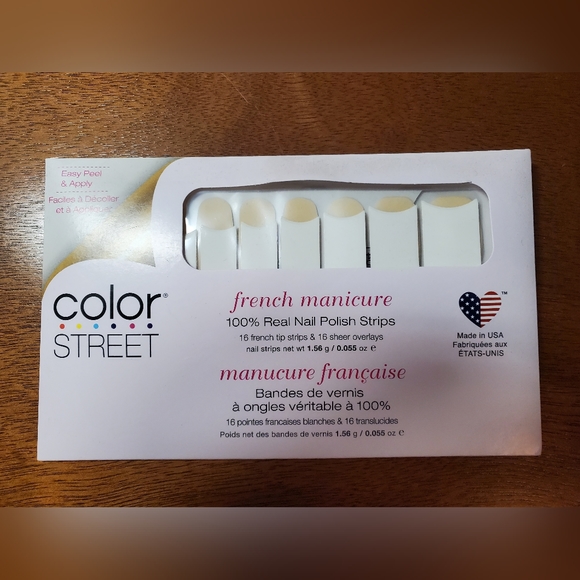 Easy Peel
& Apply
Faciles à Décoller
et à Appliquer
color®
STREET
french manicure
100% Real Nail Polish Strips
16 french tip strips & 16 sheer overlays
nail strips net wt 1.56 g / 0.055 oz ℮
manucure française
Bandes de vernis
à ongles véritable à 100%
16 pointes francaises blanches & 16 translucides
Poids net des bandes de vernis 1.56 g / 0.055 oz ℮
TM
Made in USA
Fabriquées aux
ÉTATS-UNIS